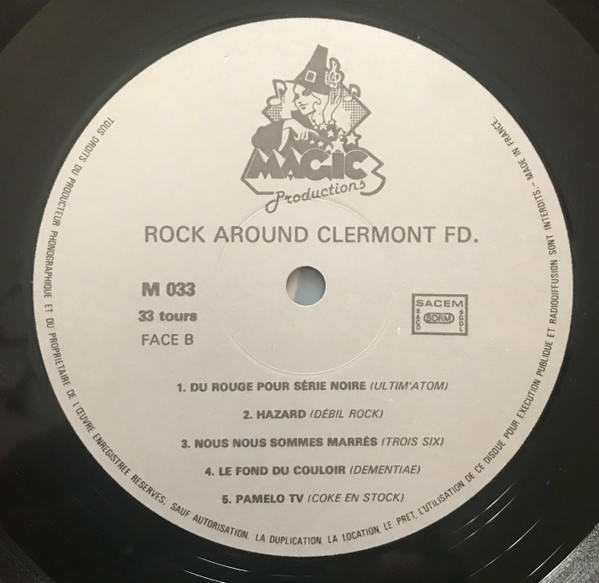 MAGIC
Productions
ROCK AROUND CLERMONT FD.
M 033
33 tours
FACE B
SACEM
SACD
SDRM
SGDL
1. DU ROUGE POUR SÉRIE NOIRE (ULTIM'ATOM)
2. HAZARD (DÉBIL ROCK)
3. NOUS NOUS SOMMES MARRÉS (TROIS SIX)
4. LE FOND DU COULOIR (DEMENTIAE)
5. PAMELO TV (COKE EN STOCK)
TOUS DROITS DU PRODUCTEUR PHONOGRAPHIQUE ET DU PROPRIETAIRE DE L'ŒUVRE ENREGISTREE RESERVES. SAUF AUTORISATION, LA DUPLICATION, LA LOCATION, LE PRET, L'UTILISATION DE CE DISQUE POUR EXECUTION PUBLIQUE ET RADIODIFFUSION SONT INTERDITS. - MADE IN FRANCE.